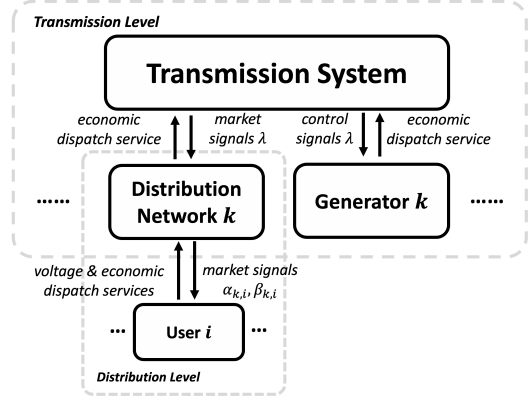 Transmission Level
Transmission System
economic
dispatch service
market
signals λ
control
signals λ
economic
dispatch service
......
Distribution
Network k
Generator k
......
voltage & economic
dispatch services
market signals
αk,i, βk,i
...
User i
...
Distribution Level